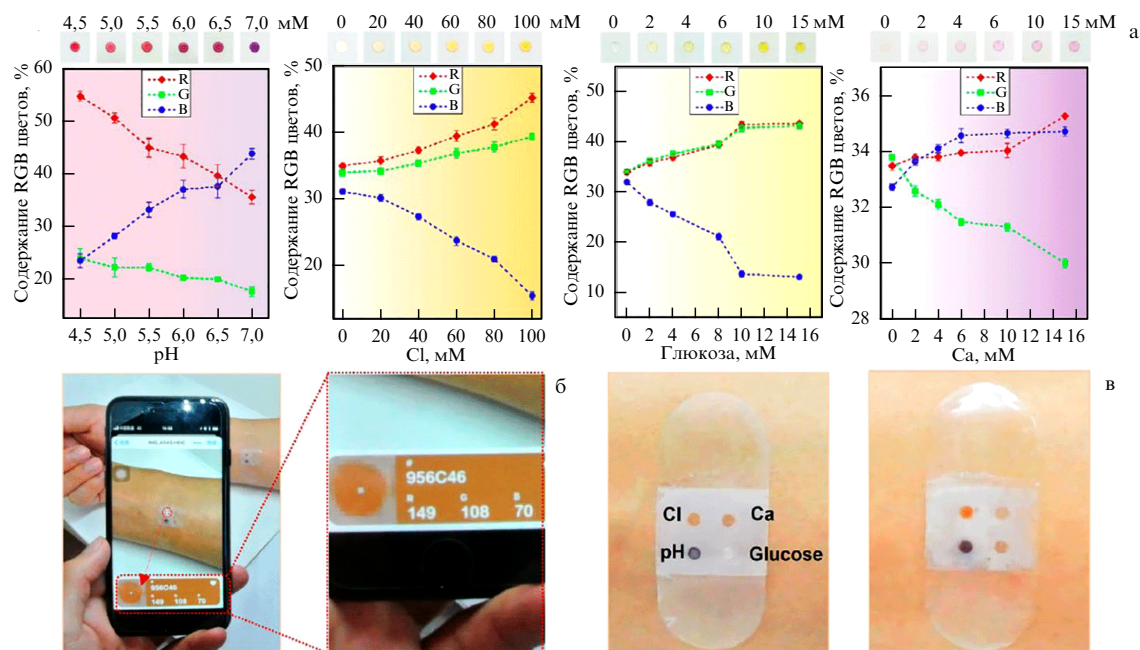 4,5 5,0 5,5 6,0 6,5 7,0 мМ
0 20 40 60 80 100 мМ
0 2 4 6 10 15 мМ
0 2 4 6 10 15 мМ
а
Содержание RGB цветов, %
60
50
40
30
20
R
G
B
4,5 5,0 5,5 6,0 6,5 7,0
pH
Содержание RGB цветов, %
50
40
30
20
R
G
B
0 20 40 60 80 100
Cl, мМ
Содержание RGB цветов, %
50
40
30
20
10
R
G
B
0 2 4 6 8 10 12 14 16
Глюкоза, мМ
Содержание RGB цветов, %
36
34
32
30
28
R
G
B
0 2 4 6 8 10 12 14 16
Ca, мМ
б
956C46
149 108 70
#
956C46
R G B
149 108 70
в
Cl Ca
pH Glucose